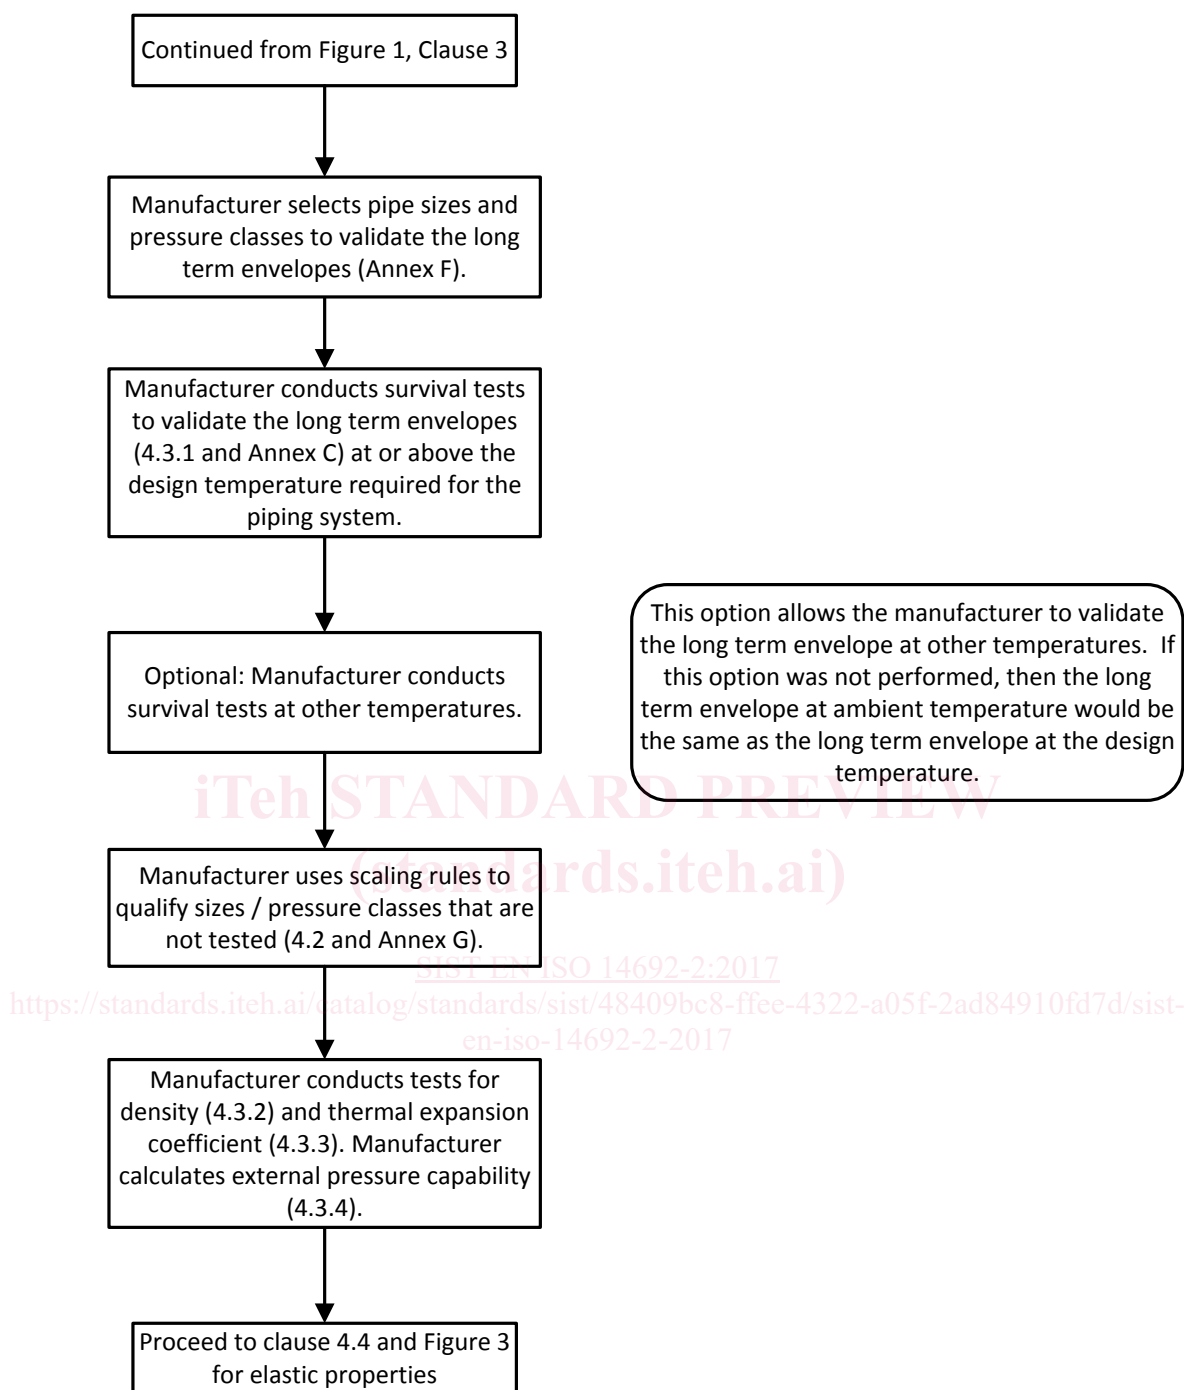 Continued from Figure 1, Clause 3
Manufacturer selects pipe sizes and
pressure classes to validate the long
term envelopes (Annex F).
Manufacturer conducts survival tests
to validate the long term envelopes
(4.3.1 and Annex C) at or above the
design temperature required for the
piping system.
Optional: Manufacturer conducts
survival tests at other temperatures.
This option allows the manufacturer to validate
the long term envelope at other temperatures.  If
this option was not performed, then the long
term envelope at ambient temperature would be
the same as the long term envelope at the design
temperature.
iTeh STANDARD PREVIEW
(standards.iteh.ai)
Manufacturer uses scaling rules to
qualify sizes / pressure classes that are
not tested (4.2 and Annex G).
SIST EN ISO 14692-2:2017
https://standards.iteh.ai/catalog/standards/sist/48409bc8-ffee-4322-a05f-2ad84910fd7d/sist-
en-iso-14692-2-2017
Manufacturer conducts tests for
density (4.3.2) and thermal expansion
coefficient (4.3.3). Manufacturer
calculates external pressure capability
(4.3.4).
Proceed to clause 4.4 and Figure 3
for elastic properties